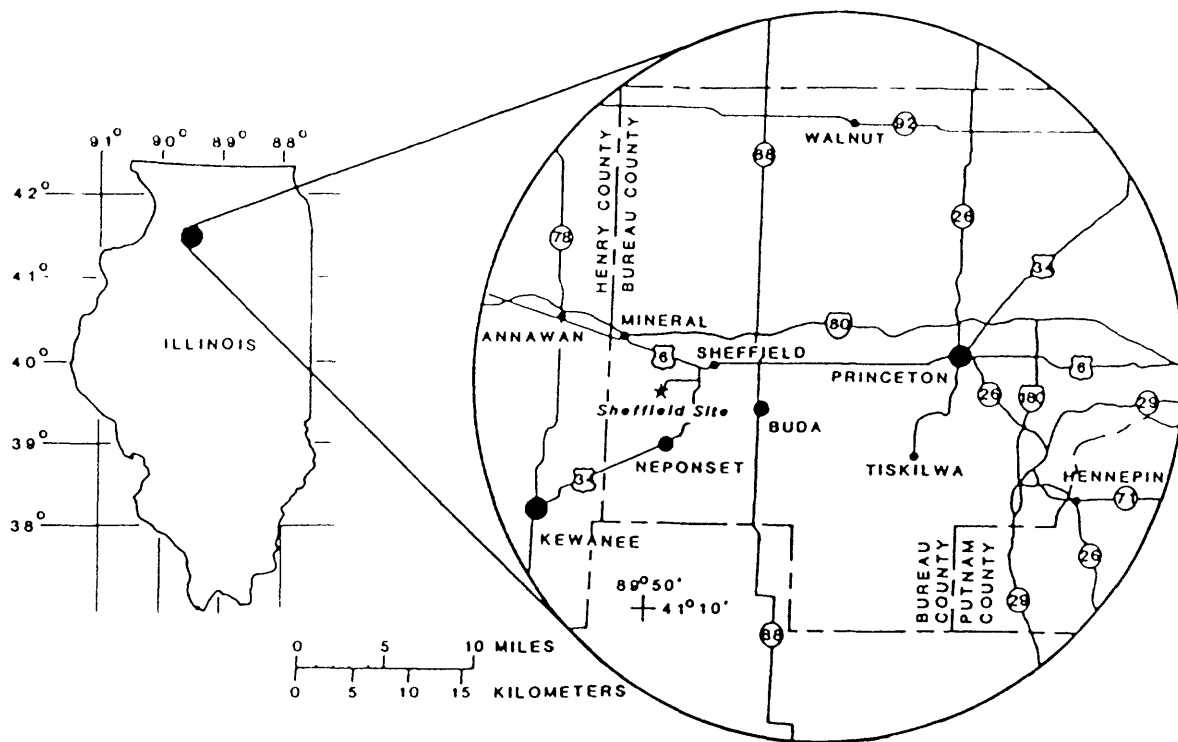 91° 90° 89° 88°
42°
41°
40°
39°
38°
ILLINOIS
0 5 10 MILES
0 5 10 15 KILOMETERS
WALNUT
92
88
26
78
HENRY COUNTY
BUREAU COUNTY
34
80
MINERAL
ANNAWAN
6
SHEFFIELD
PRINCETON
6
Sheffield Site
26
180
29
BUDA
NEPONSET
TISKILWA
HENNEPIN
34
71
KEWANEE
26
89°50'
41°10'
BUREAU COUNTY
PUTNAM COUNTY
29
88